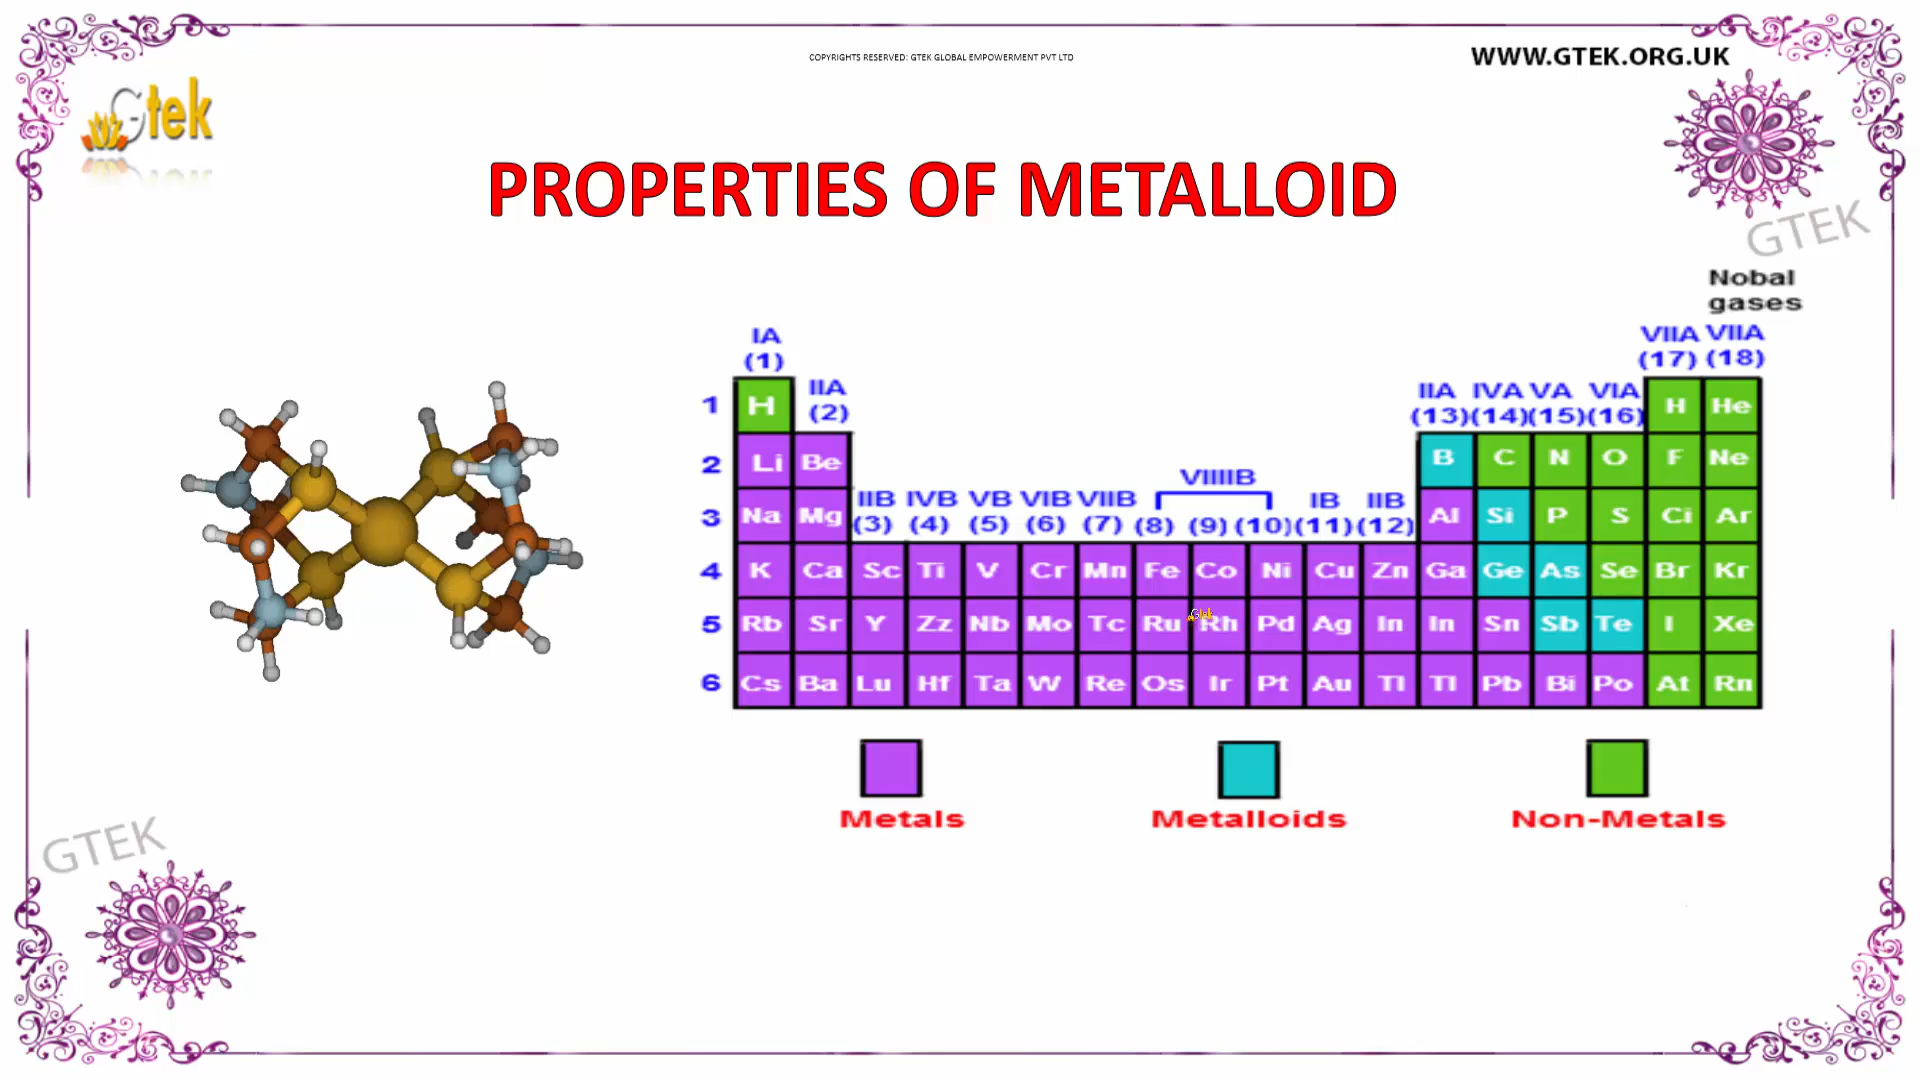 COPYRIGHTS RESERVED: GTEK GLOBAL EMPOWERMENT PVT LTD
WWW.GTEK.ORG.UK
Gtek
PROPERTIES OF METALLOID
GTEK
Nobal
gases
IA VIIA VIIA
(1) (17) (18)
IIA IIA IVA VA VIA
(2) (13) (14) (15) (16)
1 H H He
2 Li Be B C N O F Ne
VIIIIB
IIB IVB VB VIB VIIB IB IIB
(3) (4) (5) (6) (7) (8) (9) (10) (11) (12)
3 Na Mg Al Si P S Ci Ar
4 K Ca Sc Ti V Cr Mn Fe Co Ni Cu Zn Ga Ge As Se Br Kr
Gtek
5 Rb Sr Y Zz Nb Mo Tc Ru Rh Pd Ag In In Sn Sb Te I Xe
6 Cs Ba Lu Hf Ta W Re Os Ir Pt Au Tl Tl Pb Bi Po At Rn
Metals Metalloids Non-Metals
GTEK